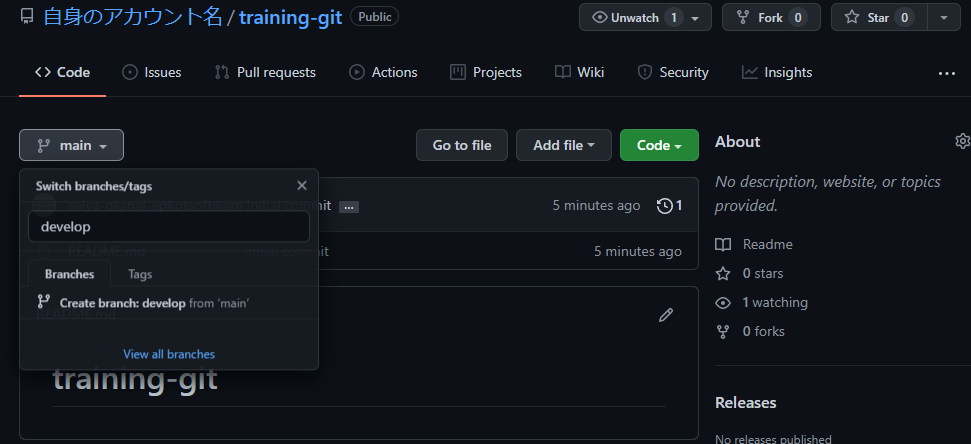 自身のアカウント名 / training-git Public
Unwatch 1 Fork 0 Star 0
Code Issues Pull requests Actions Projects Wiki Security Insights ...
main Go to file Add file Code
Switch branches/tags
initial commit ... 5 minutes ago 1
develop
README.md initial commit 5 minutes ago
Branches Tags
Create branch: develop from 'main'
README.md
View all branches
training-git
About
No description, website, or topics
provided.
Readme
0 stars
1 watching
0 forks
Releases
No releases published